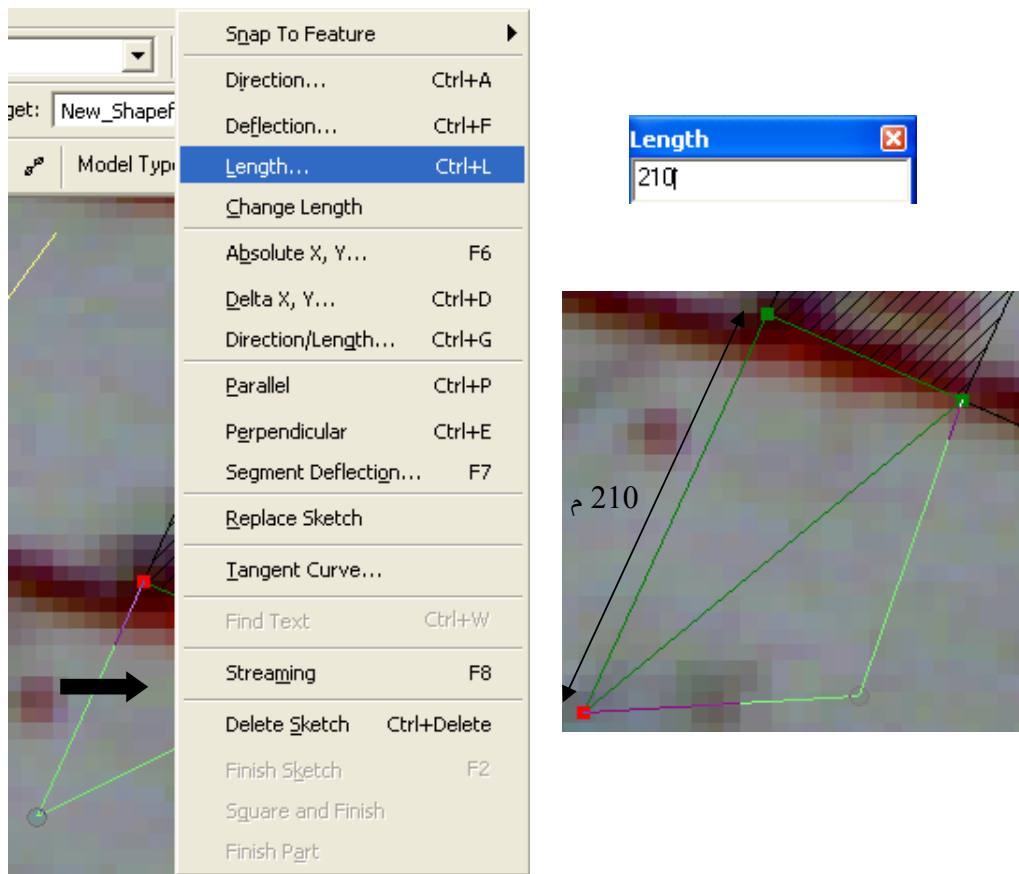 get: New_Shapef
Model Typ
Snap To Feature
Direction... Ctrl+A
Deflection... Ctrl+F
Length... Ctrl+L
Change Length
Absolute X, Y... F6
Delta X, Y... Ctrl+D
Direction/Length... Ctrl+G
Parallel Ctrl+P
Perpendicular Ctrl+E
Segment Deflection... F7
Replace Sketch
Tangent Curve...
Find Text Ctrl+W
Streaming F8
Delete Sketch Ctrl+Delete
Finish Sketch F2
Square and Finish
Finish Part
Length
210
210 م